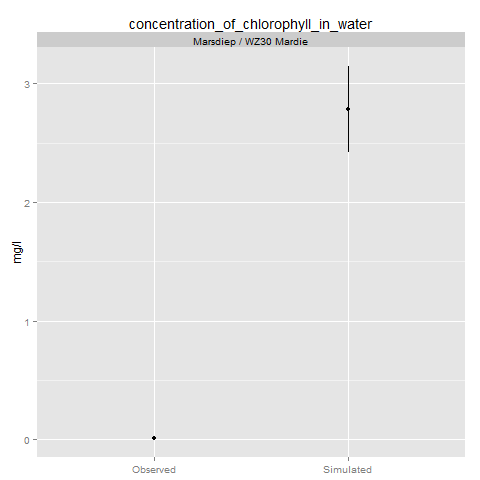 concentration_of_chlorophyll_in_water
Marsdiep / WZ30 Mardie
3
2
1
0
mg/l
Observed Simulated